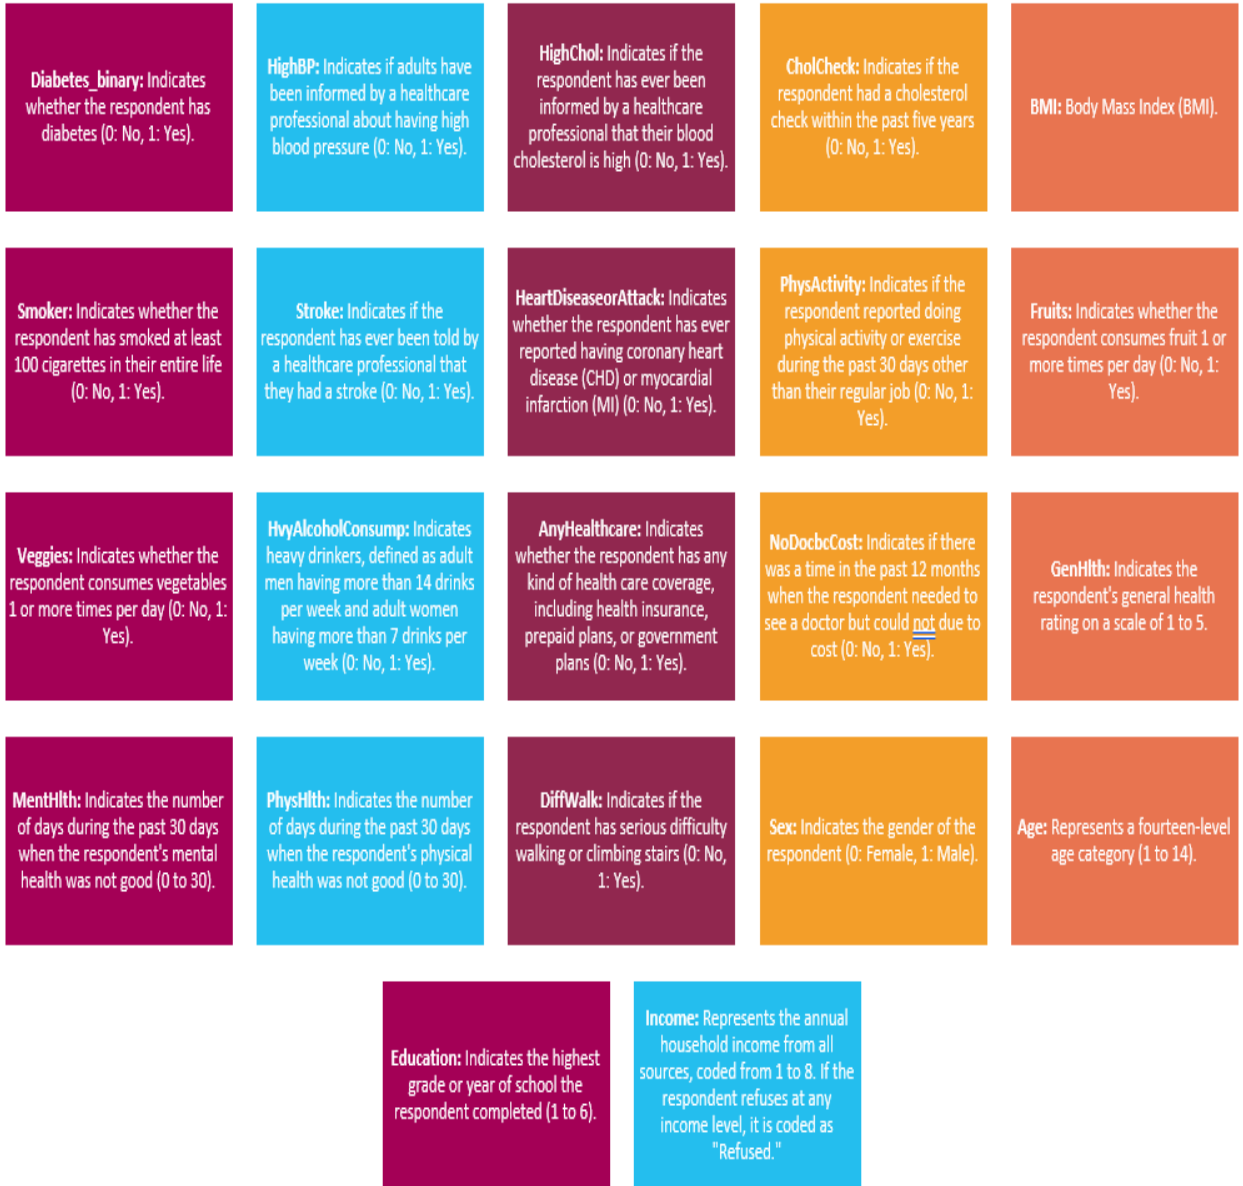 Diabetes_binary: Indicates
whether the respondent has
diabetes (0: No, 1: Yes).
HighBP: Indicates if adults have
been informed by a healthcare
professional about having high
blood pressure (0: No, 1: Yes).
HighChol: Indicates if the
respondent has ever been
informed by a healthcare
professional that their blood
cholesterol is high (0: No, 1: Yes).
CholCheck: Indicates if the
respondent had a cholesterol
check within the past five years
(0: No, 1: Yes).
BMI: Body Mass Index (BMI).
Smoker: Indicates whether the
respondent has smoked at least
100 cigarettes in their entire life
(0: No, 1: Yes).
Stroke: Indicates if the
respondent has ever been told by
a healthcare professional that
they had a stroke (0: No, 1: Yes).
HeartDiseaseorAttack: Indicates
whether the respondent has ever
reported having coronary heart
disease (CHD) or myocardial
infarction (MI) (0: No, 1: Yes).
PhysActivity: Indicates if the
respondent reported doing
physical activity or exercise
during the past 30 days other
than their regular job (0: No, 1:
Yes).
Fruits: Indicates whether the
respondent consumes fruit 1 or
more times per day (0: No, 1:
Yes).
Veggies: Indicates whether the
respondent consumes vegetables
1 or more times per day (0: No, 1:
Yes).
HvyAlcoholConsump: Indicates
heavy drinkers, defined as adult
men having more than 14 drinks
per week and adult women
having more than 7 drinks per
week (0: No, 1: Yes).
AnyHealthcare: Indicates
whether the respondent has any
kind of health care coverage,
including health insurance,
prepaid plans, or government
plans (0: No, 1: Yes).
NoDocbcCost: Indicates if there
was a time in the past 12 months
when the respondent needed to
see a doctor but could not due to
cost (0: No, 1: Yes).
GenHlth: Indicates the
respondent's general health
rating on a scale of 1 to 5.
MentHlth: Indicates the number
of days during the past 30 days
when the respondent's mental
health was not good (0 to 30).
PhysHlth: Indicates the number
of days during the past 30 days
when the respondent's physical
health was not good (0 to 30).
DiffWalk: Indicates if the
respondent has serious difficulty
walking or climbing stairs (0: No,
1: Yes).
Sex: Indicates the gender of the
respondent (0: Female, 1: Male).
Age: Represents a fourteen-level
age category (1 to 14).
Education: Indicates the highest
grade or year of school the
respondent completed (1 to 6).
Income: Represents the annual
household income from all
sources, coded from 1 to 8. If the
respondent refuses at any
income level, it is coded as
"Refused."